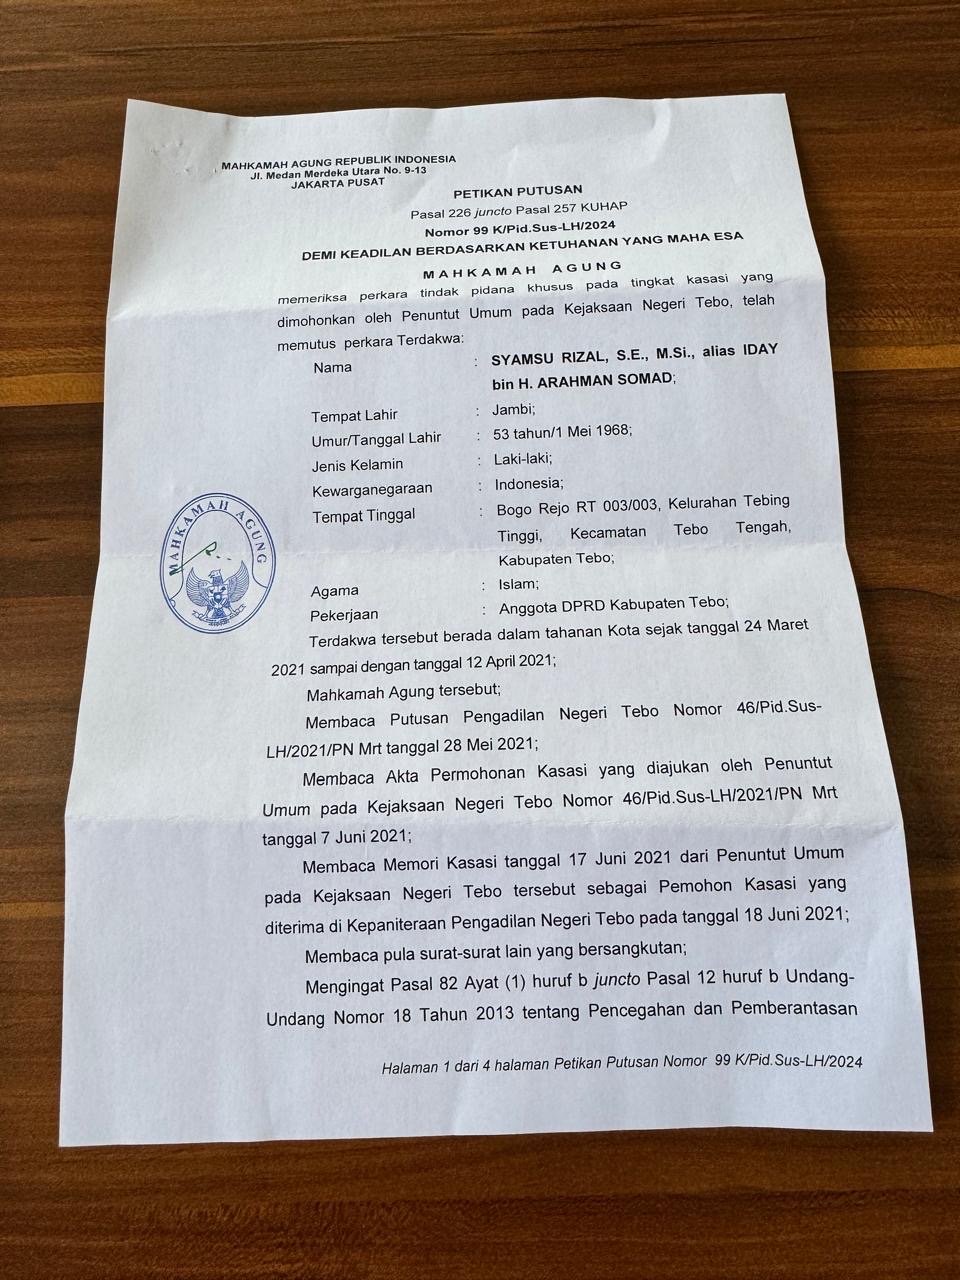 MAHKAMAH AGUNG REPUBLIK INDONESIA
Jl. Medan Merdeka Utara No. 9-13
JAKARTA PUSAT
PETIKAN PUTUSAN
Pasal 226 juncto Pasal 257 KUHAP
Nomor 99 K/Pid.Sus-LH/2024
DEMI KEADILAN BERDASARKAN KETUHANAN YANG MAHA ESA
MAHKAMAH AGUNG
memeriksa perkara tindak pidana khusus pada tingkat kasasi yang
dimohonkan oleh Penuntut Umum pada Kejaksaan Negeri Tebo, telah
memutus perkara Terdakwa:
Nama : SYAMSU RIZAL, S.E., M.Si., alias IDAY
bin H. ARAHMAN SOMAD;
Tempat Lahir : Jambi;
Umur/Tanggal Lahir : 53 tahun/1 Mei 1968;
Jenis Kelamin : Laki-laki;
Kewarganegaraan : Indonesia;
Tempat Tinggal : Bogo Rejo RT 003/003, Kelurahan Tebing
Tinggi, Kecamatan Tebo Tengah,
Kabupaten Tebo;
Agama : Islam;
Pekerjaan : Anggota DPRD Kabupaten Tebo;
MAHKAMAH AGUNG
Terdakwa tersebut berada dalam tahanan Kota sejak tanggal 24 Maret
2021 sampai dengan tanggal 12 April 2021;
Mahkamah Agung tersebut;
Membaca Putusan Pengadilan Negeri Tebo Nomor 46/Pid.Sus-
LH/2021/PN Mrt tanggal 28 Mei 2021;
Membaca Akta Permohonan Kasasi yang diajukan oleh Penuntut
Umum pada Kejaksaan Negeri Tebo Nomor 46/Pid.Sus-LH/2021/PN Mrt
tanggal 7 Juni 2021;
Membaca Memori Kasasi tanggal 17 Juni 2021 dari Penuntut Umum
pada Kejaksaan Negeri Tebo tersebut sebagai Pemohon Kasasi yang
diterima di Kepaniteraan Pengadilan Negeri Tebo pada tanggal 18 Juni 2021;
Membaca pula surat-surat lain yang bersangkutan;
Mengingat Pasal 82 Ayat (1) huruf b juncto Pasal 12 huruf b Undang-
Undang Nomor 18 Tahun 2013 tentang Pencegahan dan Pemberantasan
Halaman 1 dari 4 halaman Petikan Putusan Nomor 99 K/Pid.Sus-LH/2024